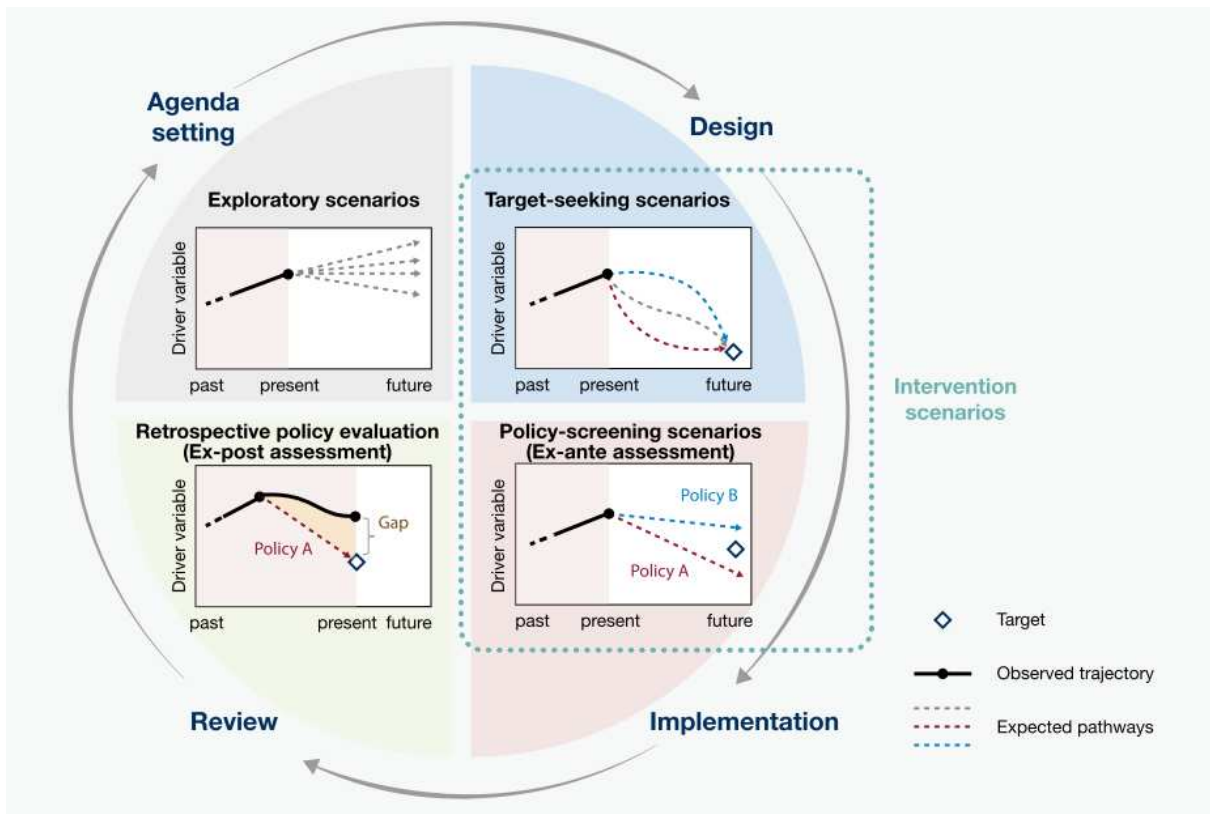 Agenda
setting
Design
Exploratory scenarios
Driver variable
past present future
Target-seeking scenarios
Driver variable
past present future
Intervention
scenarios
Retrospective policy evaluation
(Ex-post assessment)
Driver variable
Gap
Policy A
past present future
Policy-screening scenarios
(Ex-ante assessment)
Driver variable
Policy B
Policy A
past present future
Review
Implementation
Target
Observed trajectory
Expected pathways